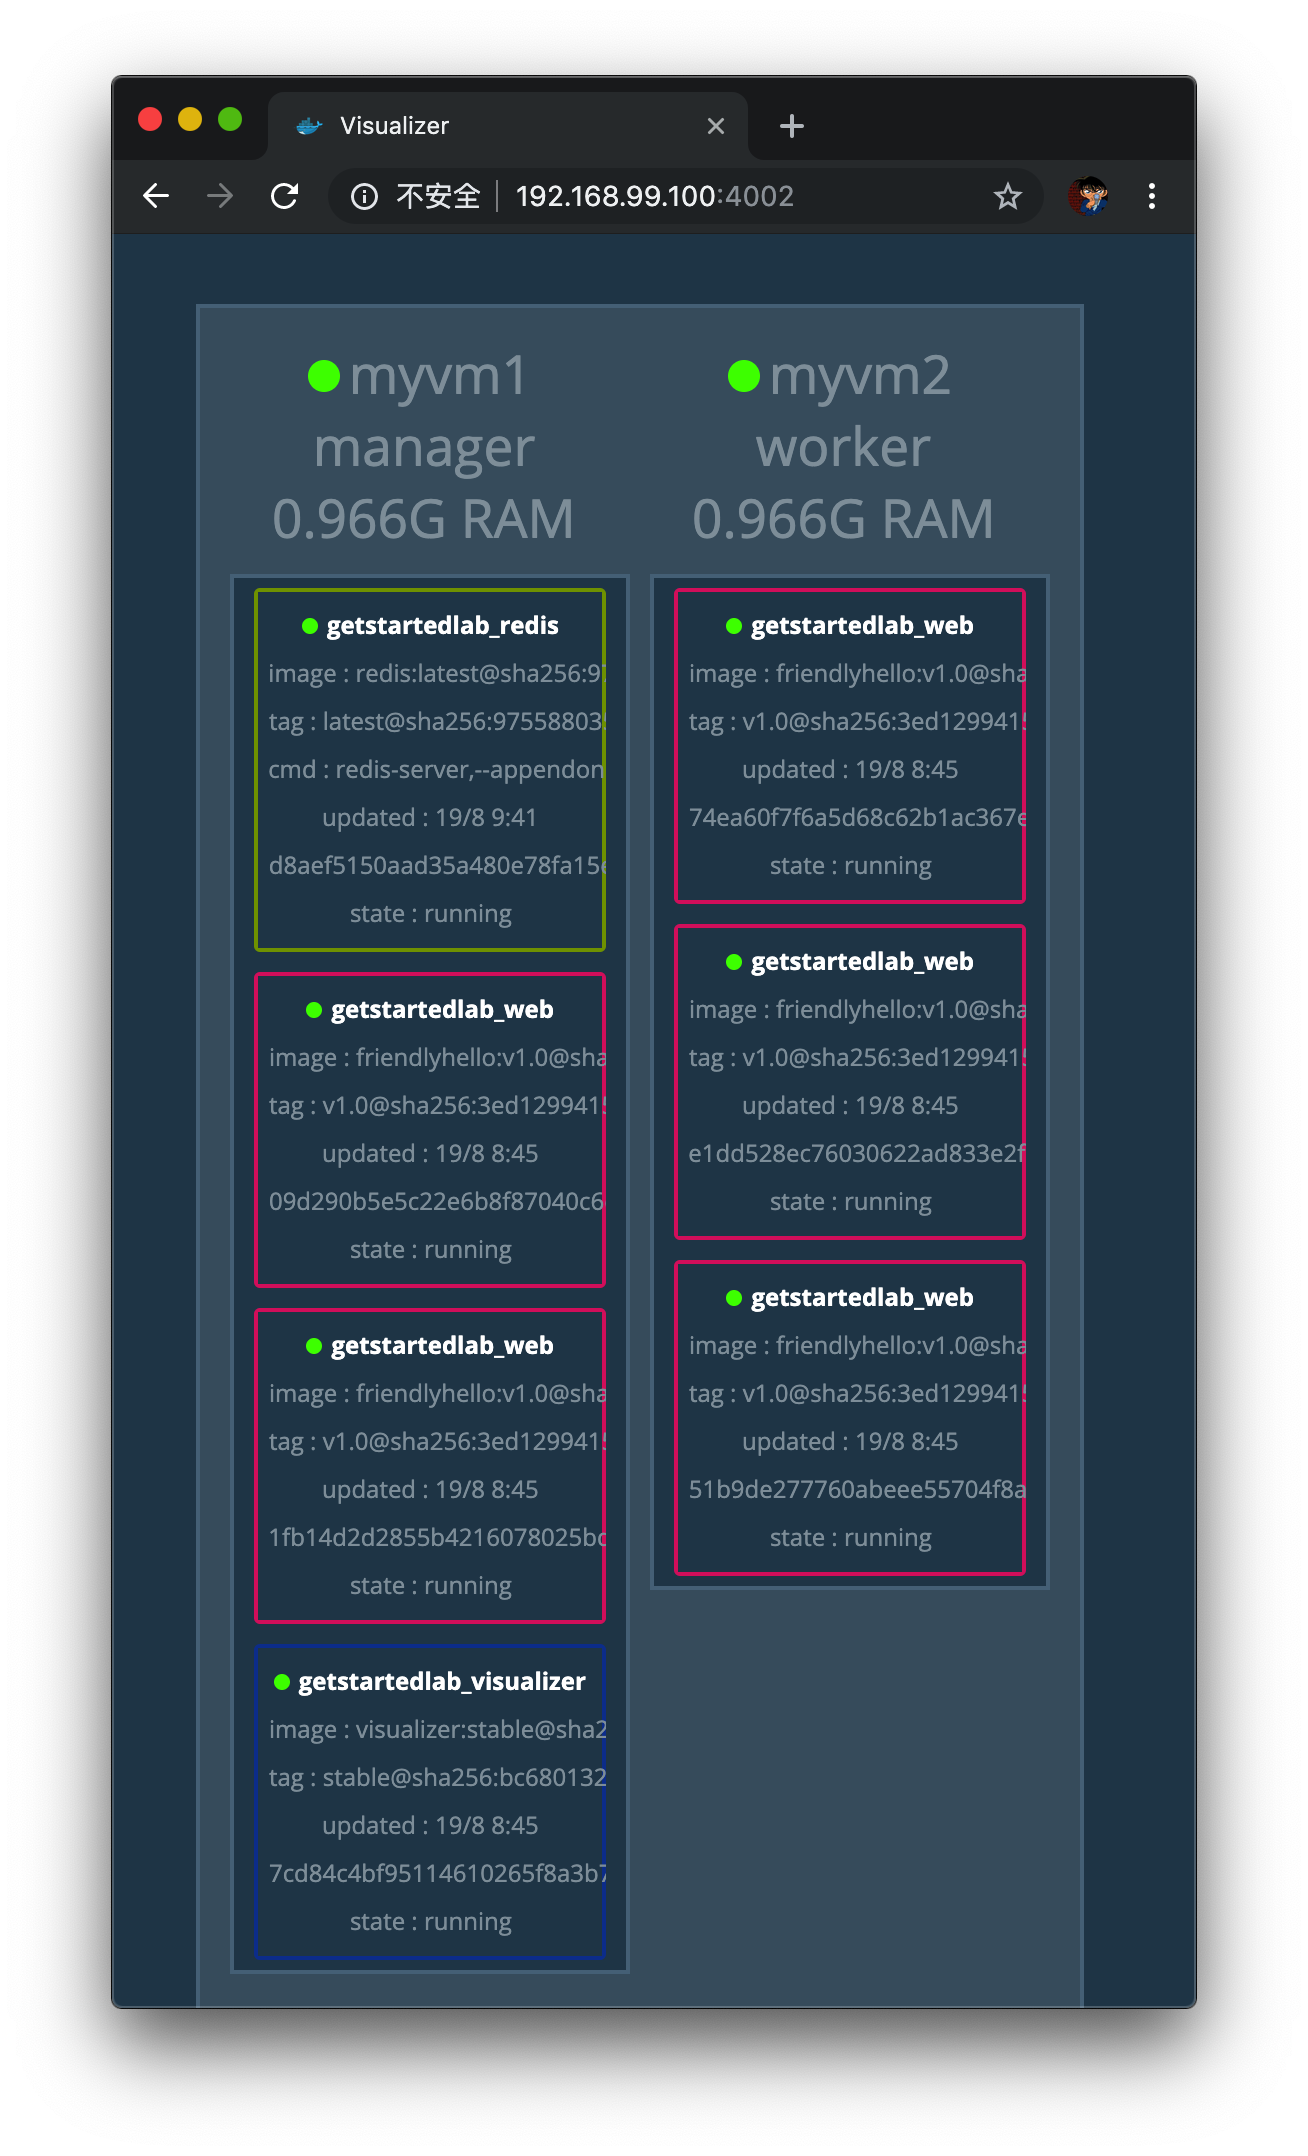 Visualizer
不安全 192.168.99.100:4002
myvm1
manager
0.966G RAM
getstartedlab_redis
image : redis:latest@sha256:97
tag : latest@sha256:97558803
cmd : redis-server,--appendon
updated : 19/8 9:41
d8aef5150aad35a480e78fa15
state : running
getstartedlab_web
image : friendlyhello:v1.0@sha
tag : v1.0@sha256:3ed1299415
updated : 19/8 8:45
09d290b5e5c22e6b8f87040c6
state : running
getstartedlab_web
image : friendlyhello:v1.0@sha
tag : v1.0@sha256:3ed1299415
updated : 19/8 8:45
1fb14d2d2855b4216078025b
state : running
getstartedlab_visualizer
image : visualizer:stable@sha2
tag : stable@sha256:bc680132
updated : 19/8 8:45
7cd84c4bf95114610265f8a3b7
state : running
myvm2
worker
0.966G RAM
getstartedlab_web
image : friendlyhello:v1.0@sha
tag : v1.0@sha256:3ed1299415
updated : 19/8 8:45
74ea60f7f6a5d68c62b1ac367e
state : running
getstartedlab_web
image : friendlyhello:v1.0@sha
tag : v1.0@sha256:3ed1299415
updated : 19/8 8:45
e1dd528ec76030622ad833e2f
state : running
getstartedlab_web
image : friendlyhello:v1.0@sha
tag : v1.0@sha256:3ed1299415
updated : 19/8 8:45
51b9de277760abeee55704f8a
state : running